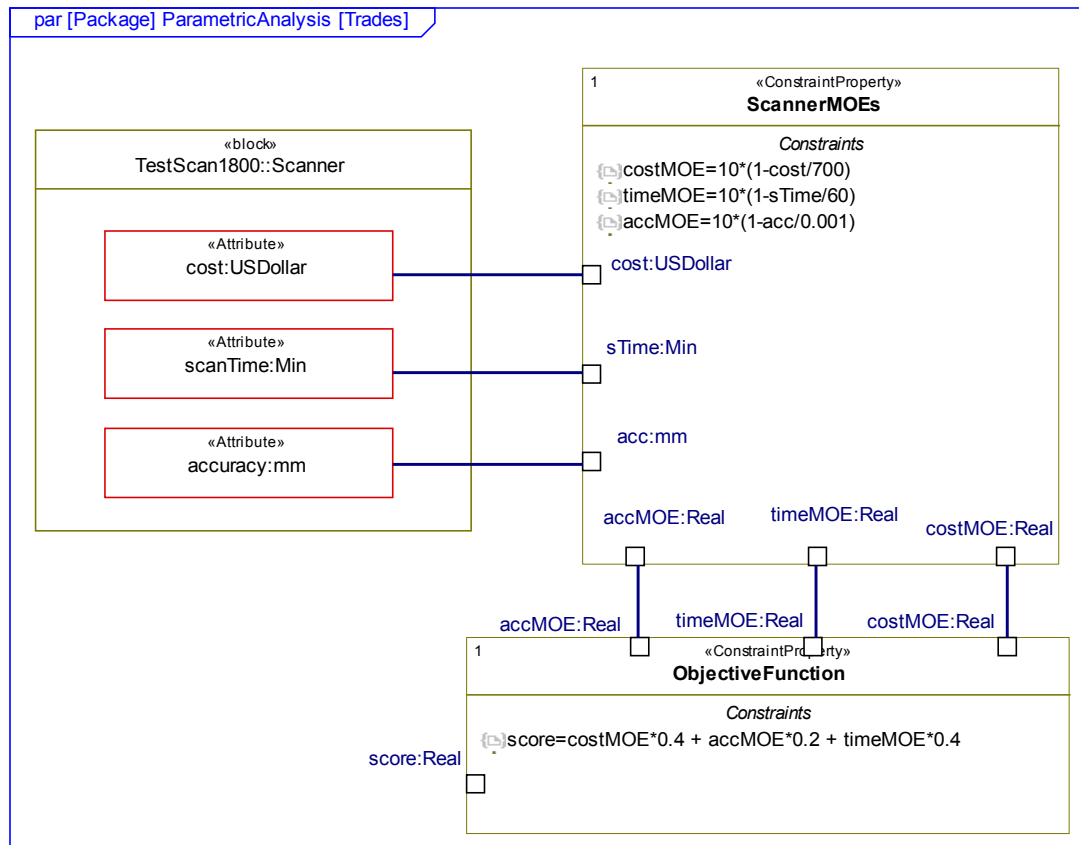 par [Package] ParametricAnalysis [Trades]
«block»
TestScan1800::Scanner
«Attribute»
cost:USDollar
«Attribute»
scanTime:Min
«Attribute»
accuracy:mm
1
«ConstraintProperty»
ScannerMOEs
Constraints
costMOE=10*(1-cost/700)
timeMOE=10*(1-sTime/60)
accMOE=10*(1-acc/0.001)
cost:USDollar
sTime:Min
acc:mm
accMOE:Real
timeMOE:Real
costMOE:Real
accMOE:Real
timeMOE:Real
costMOE:Real
1
«ConstraintProperty»
ObjectiveFunction
Constraints
score=costMOE*0.4 + accMOE*0.2 + timeMOE*0.4
score:Real